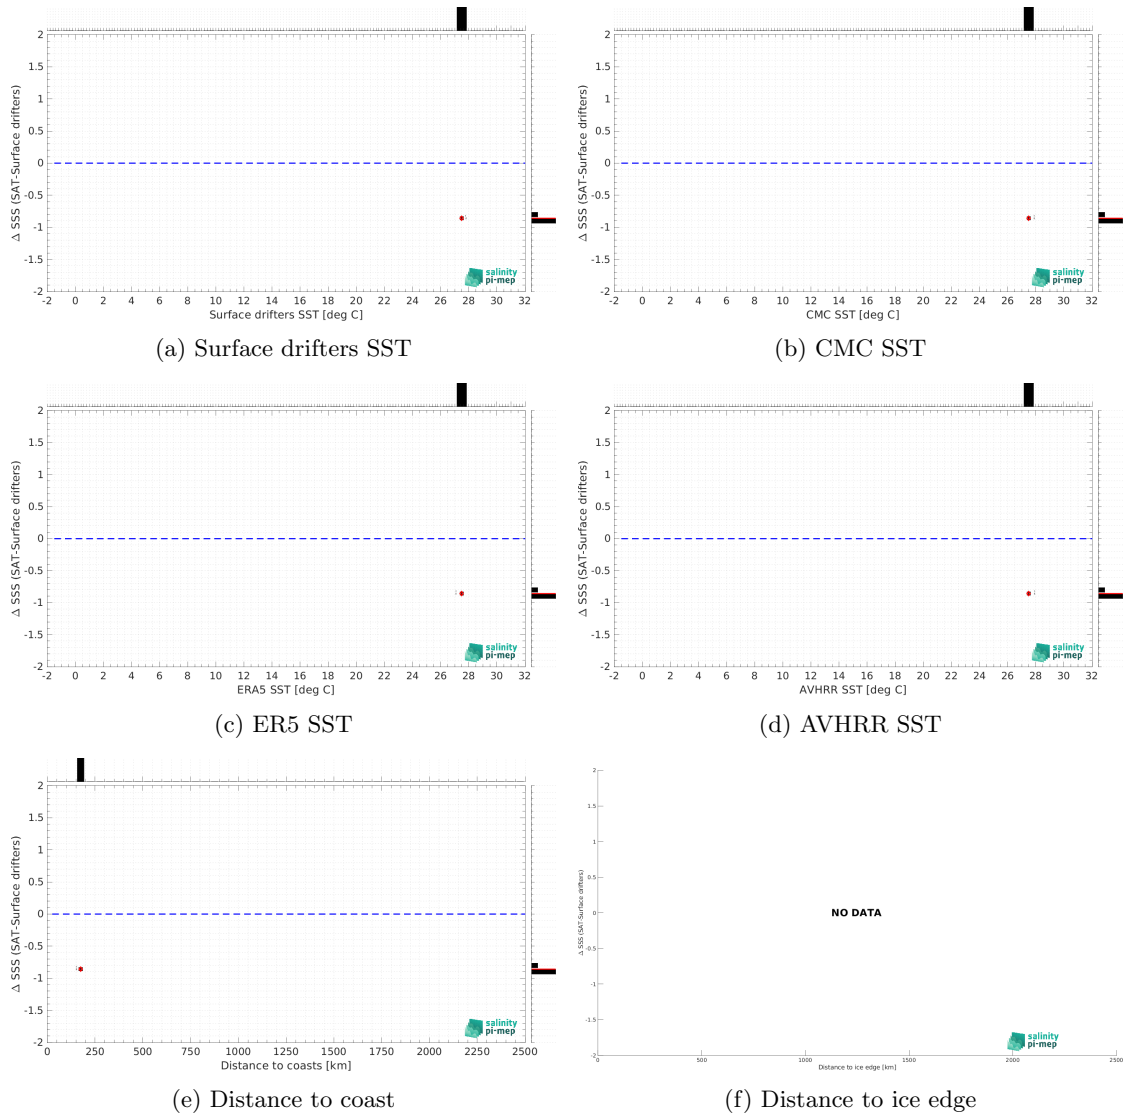 2
1.5
1
0.5
0
-0.5
-1
-1.5
-2
Δ SSS (SAT-Surface drifters)
-2 0 2 4 6 8 10 12 14 16 18 20 22 24 26 28 30 32
Surface drifters SST [deg C]
salinity
pi-mep
(a) Surface drifters SST
2
1.5
1
0.5
0
-0.5
-1
-1.5
-2
Δ SSS (SAT-Surface drifters)
-2 0 2 4 6 8 10 12 14 16 18 20 22 24 26 28 30 32
CMC SST [deg C]
salinity
pi-mep
(b) CMC SST
2
1.5
1
0.5
0
-0.5
-1
-1.5
-2
Δ SSS (SAT-Surface drifters)
-2 0 2 4 6 8 10 12 14 16 18 20 22 24 26 28 30 32
ERA5 SST [deg C]
salinity
pi-mep
(c) ER5 SST
2
1.5
1
0.5
0
-0.5
-1
-1.5
-2
Δ SSS (SAT-Surface drifters)
-2 0 2 4 6 8 10 12 14 16 18 20 22 24 26 28 30 32
AVHRR SST [deg C]
salinity
pi-mep
(d) AVHRR SST
2
1.5
1
0.5
0
-0.5
-1
-1.5
-2
Δ SSS (SAT-Surface drifters)
0 250 500 750 1000 1250 1500 1750 2000 2250 2500
Distance to coasts [km]
salinity
pi-mep
(e) Distance to coast
2
1.5
1
0.5
0
-0.5
-1
-1.5
-2
Δ SSS (SAT-Surface drifters)
NO DATA
0 500 1000 1500 2000 2500
Distance to ice edge [km]
salinity
pi-mep
(f) Distance to ice edge